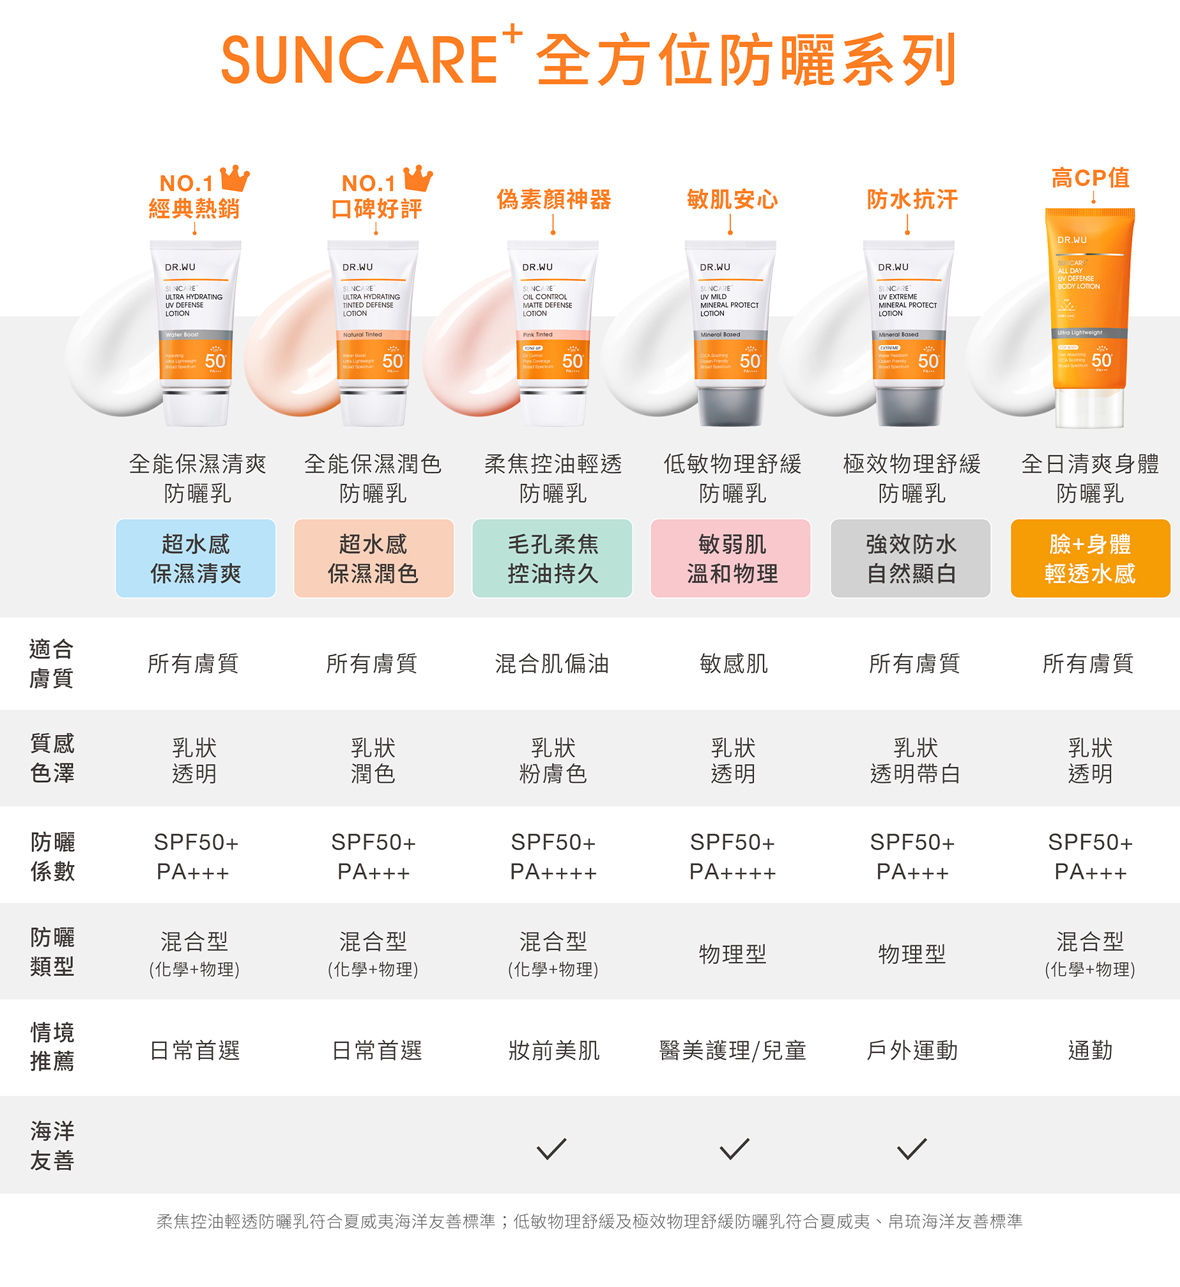 SUNCARE+ 全方位防曬系列
NO.1
經典熱銷
NO.1
口碑好評
偽素顏神器
敏肌安心
防水抗汗
高CP值
DR.WU
SUNCARE
ULTRA HYDRATING
UV DEFENSE
LOTION
Water Boost
50+
DR.WU
SUNCARE
ULTRA HYDRATING
TINTED DEFENSE
LOTION
Natural Tinted
50+
DR.WU
SUNCARE
OIL CONTROL
MATTE DEFENSE
LOTION
Pink Tinted
TONE UP
50+
DR.WU
SUNCARE
UV MILD
MINERAL PROTECT
LOTION
Mineral Based
50+
DR.WU
SUNCARE
UV EXTREME
MINERAL PROTECT
LOTION
Mineral Based
EXTREME
50+
DR.WU
SUNCARE
ALL DAY
UV DEFENSE
BODY LOTION
Ultra Lightweight
50+
全能保濕清爽
防曬乳
全能保濕潤色
防曬乳
柔焦控油輕透
防曬乳
低敏物理舒緩
防曬乳
極效物理舒緩
防曬乳
全日清爽身體
防曬乳
超水感
保濕清爽
超水感
保濕潤色
毛孔柔焦
控油持久
敏弱肌
溫和物理
強效防水
自然顯白
臉+身體
輕透水感
適合
膚質
所有膚質
所有膚質
混合肌偏油
敏感肌
所有膚質
所有膚質
質感
色澤
乳狀
透明
乳狀
潤色
乳狀
粉膚色
乳狀
透明
乳狀
透明帶白
乳狀
透明
防曬
係數
SPF50+
PA+++
SPF50+
PA+++
SPF50+
PA++++
SPF50+
PA++++
SPF50+
PA+++
SPF50+
PA+++
防曬
類型
混合型
(化學+物理)
混合型
(化學+物理)
混合型
(化學+物理)
物理型
物理型
混合型
(化學+物理)
情境
推薦
日常首選
日常首選
妝前美肌
醫美護理/兒童
戶外運動
通勤
海洋
友善
柔焦控油輕透防曬乳符合夏威夷海洋友善標準；低敏物理舒緩及極效物理舒緩防曬乳符合夏威夷、帛琉海洋友善標準